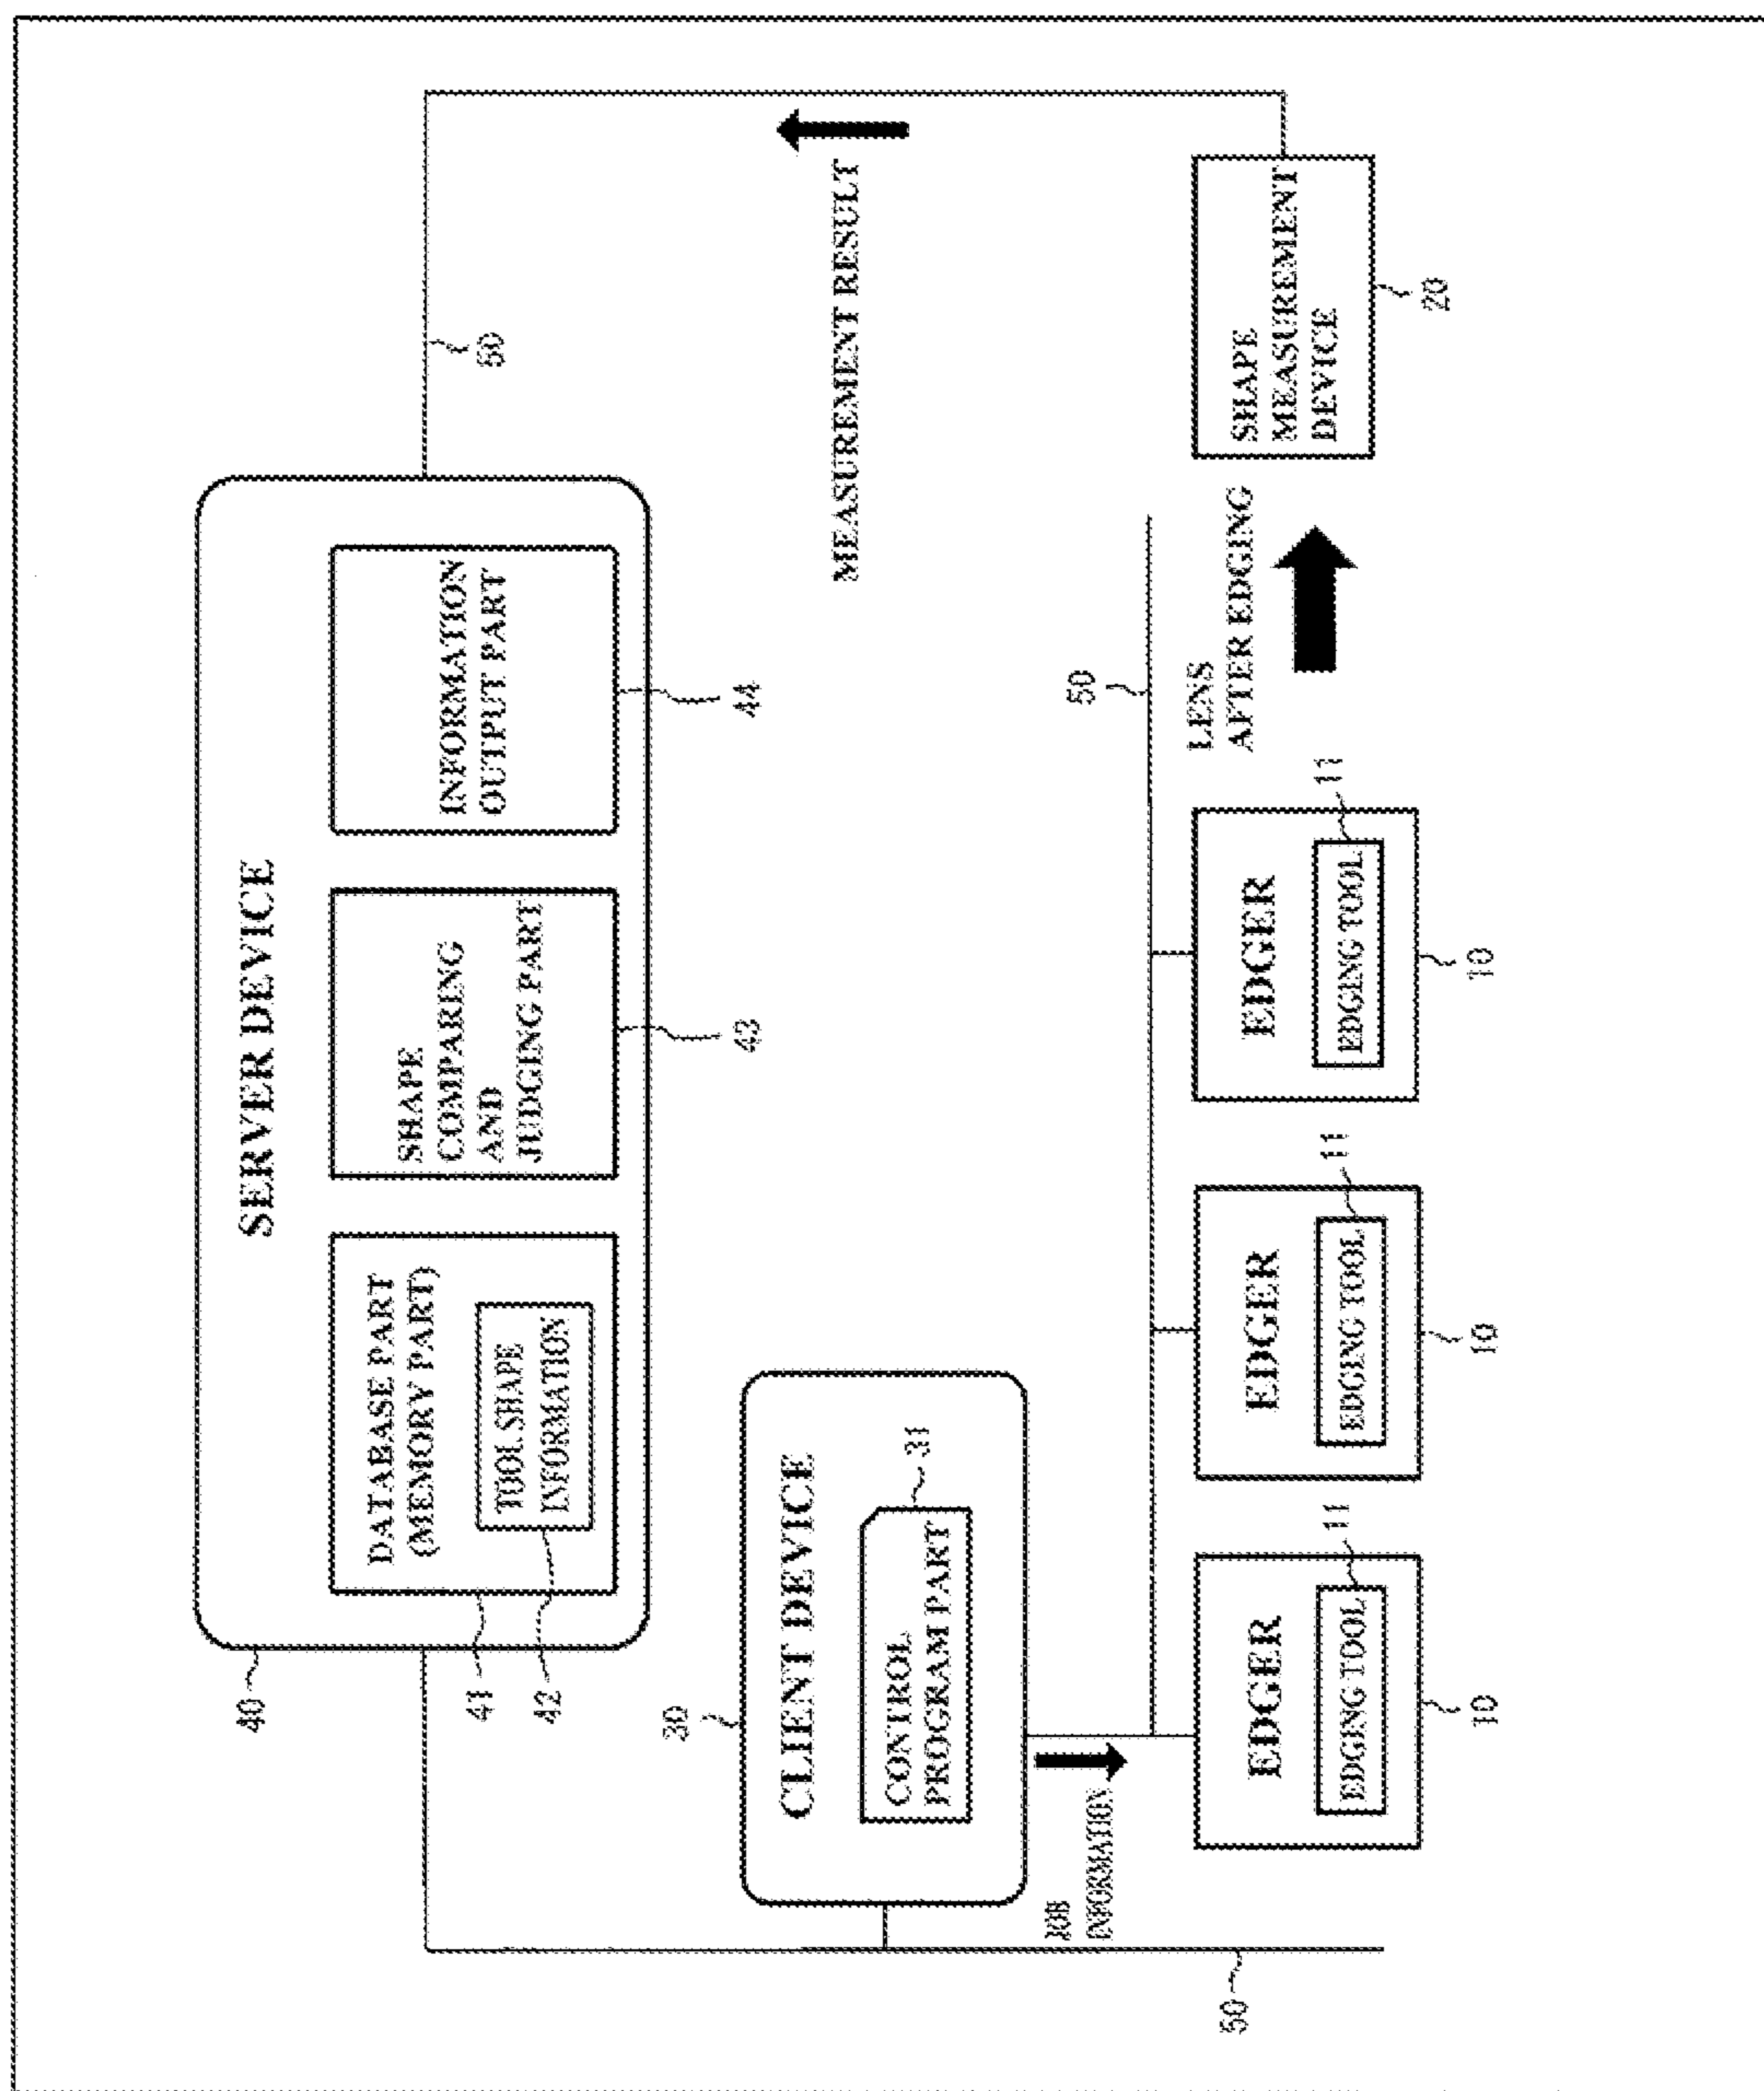 SERVER DEVICE
40
DATABASE PART
(MEMORY PART)
TOOL SHAPE
INFORMATION
41
42
SHAPE
COMPARING
AND
JUDGING PART
43
INFORMATION
OUTPUT PART
44
50
MEASUREMENT RESULT
30
CLIENT DEVICE
CONTROL
PROGRAM PART
31
JOB
INFORMATION
50
50
EDGER
EDGING TOOL
11
10
EDGER
EDGING TOOL
11
10
EDGER
EDGING TOOL
11
10
LENS
AFTER EDGING
SHAPE
MEASUREMENT
DEVICE
20